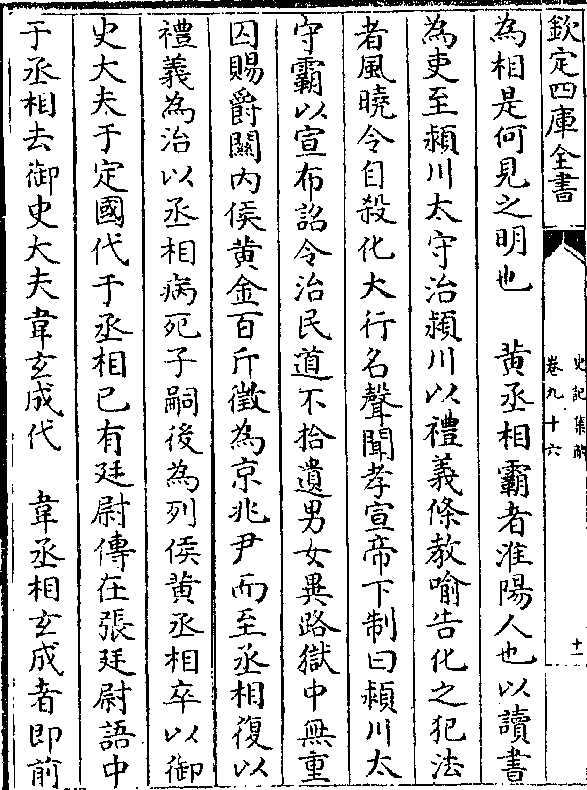 欽定四庫全書
史記集解
卷九十六
十一
為相是何見之明也　黄丞相霸者淮陽人也以讀書
為吏至潁川太守治潁川以禮義條教喻告化之犯法
者風曉令自殺化大行名聲聞孝宣帝下制曰潁川太
守霸以宣布詔令治民道不拾遺男女異路獄中無重
囚賜爵關内侯黄金百斤徵為京兆尹而至丞相復以
禮義為治以丞相病死子嗣後為列侯黄丞相卒以御
史大夫于定國代于丞相已有廷尉傳在張廷尉語中
于丞相去御史大夫韋玄成代　韋丞相玄成者即前